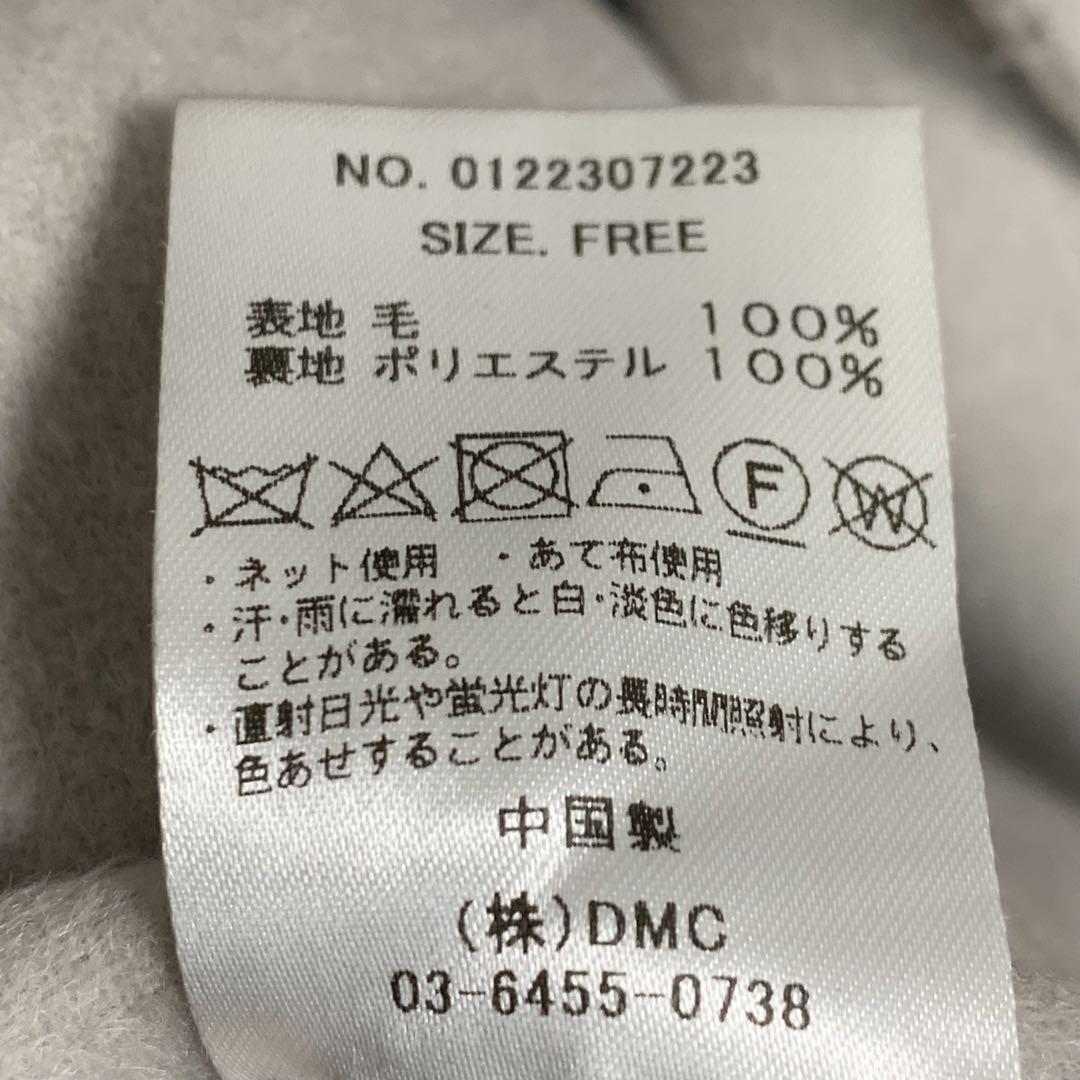 NO. 0122307223
SIZE. FREE
表地 毛 100%
裏地 ポリエステル 100%
F W
・ネット使用 ・あて布使用
・汗・雨に濡れると白・淡色に色移りする
ことがある。
・直射日光や蛍光灯の長時間照射により、
色あせすることがある。
中国製
(株)DMC
03-6455-0738